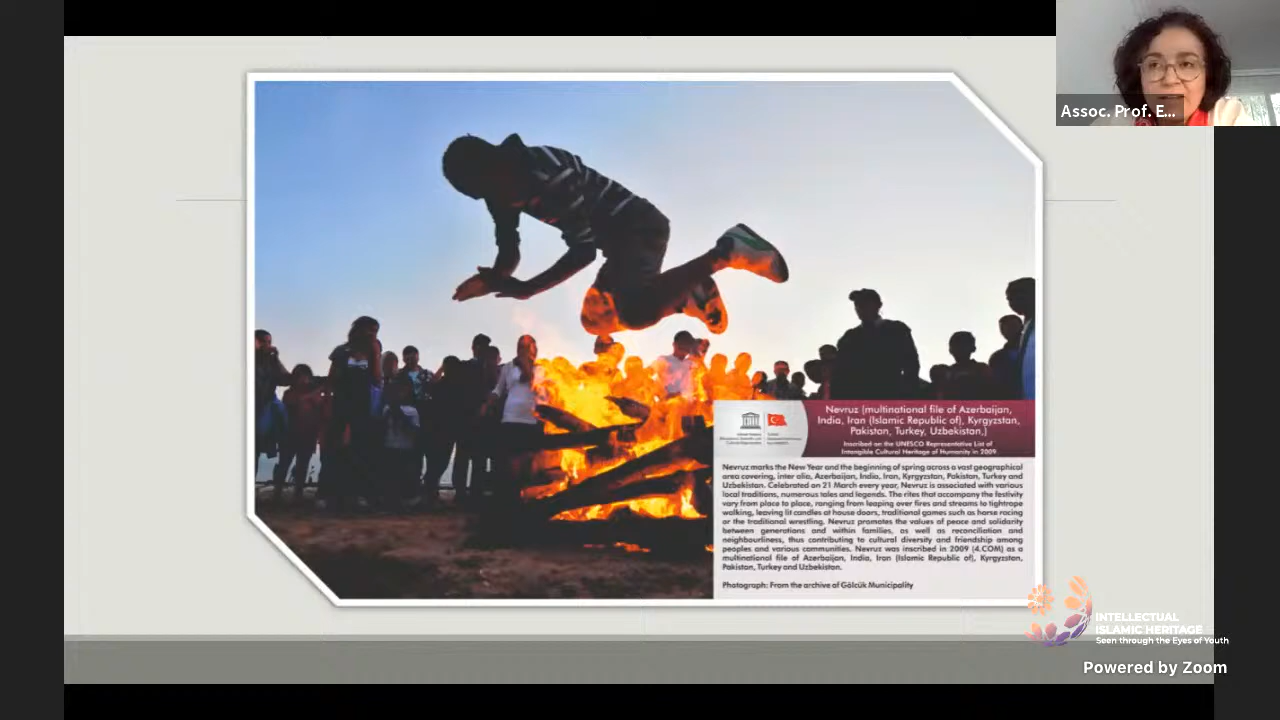 Assoc. Prof. E...
Nevruz (multinational file of Azerbaijan,
India, Iran (Islamic Republic of), Kyrgyzstan,
Pakistan, Turkey, Uzbekistan,)
Inscribed on the UNESCO Representative List of
Intangible Cultural Heritage of Humanity in 2009
Nevruz marks the New Year and the beginning of spring across a vast geographical
area covering, inter alia, Azerbaijan, India, Iran, Kyrgyzstan, Pakistan, Turkey and
Uzbekistan. Celebrated on 21 March every year, Nevruz is associated with various
local traditions, numerous tales and legends. The rites that accompany the festivity
vary from place to place, ranging from leaping over fires and streams to tightrope
walking, leaving lit candles at house doors, traditional games such as horse racing
or the traditional wrestling. Nevruz promotes the values of peace and solidarity
between generations and within families, as well as reconciliation and
neighbourliness, thus contributing to cultural diversity and friendship among
peoples and various communities. Nevruz was inscribed in 2009 (4.COM) as a
multinational file of Azerbaijan, India, Iran (Islamic Republic of), Kyrgyzstan,
Pakistan, Turkey and Uzbekistan.
Photograph: From the archive of Gölcük Municipality
INTELLECTUAL
ISLAMIC HERITAGE
Seen through the Eyes of Youth
Powered by Zoom